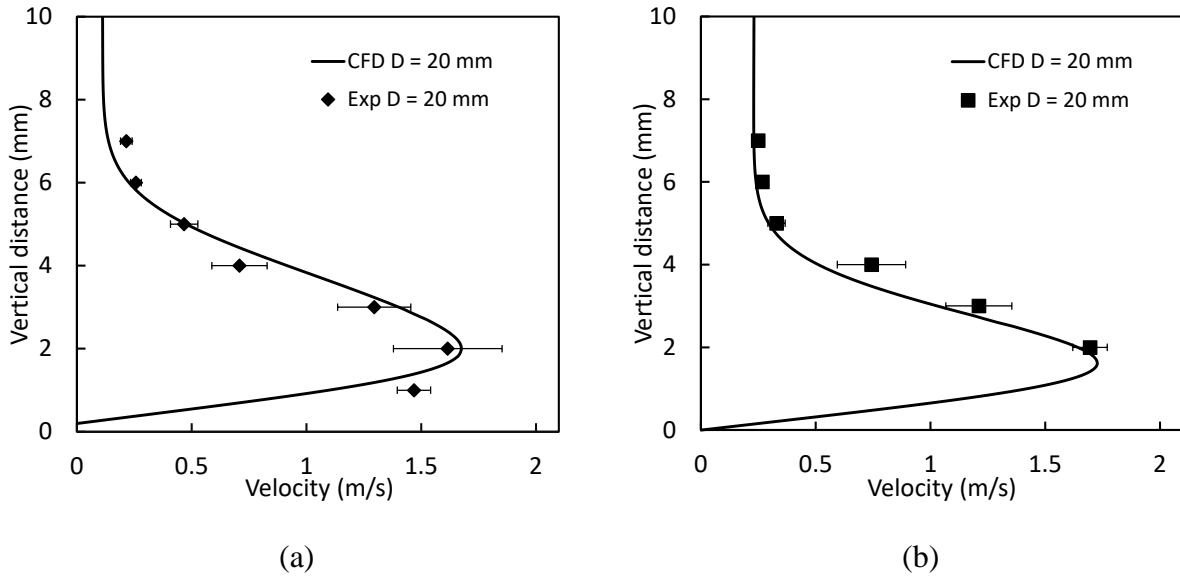 10
8
6
4
2
0
Vertical distance (mm)
CFD D = 20 mm
Exp D = 20 mm
0
0.5
1
1.5
2
Velocity (m/s)
(a)
10
8
6
4
2
0
Vertical distance (mm)
CFD D = 20 mm
Exp D = 20 mm
0
0.5
1
1.5
2
Velocity (m/s)
(b)